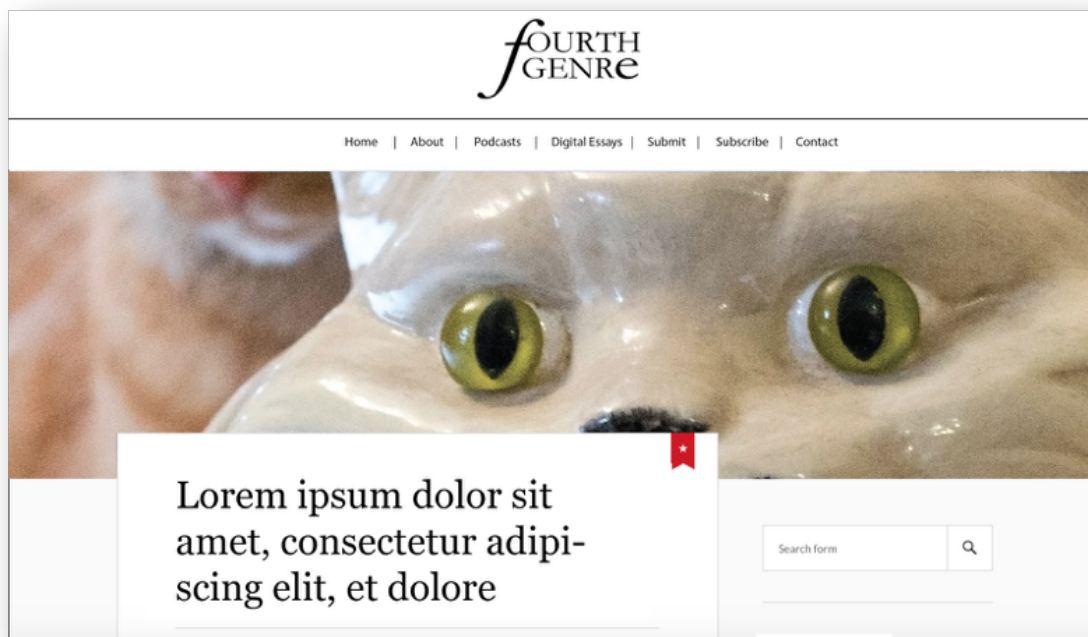 fOURTH
GENRe
Home | About | Podcasts | Digital Essays | Submit | Subscribe | Contact
Lorem ipsum dolor sit
amet, consectetur adipi-
scing elit, et dolore
Search form